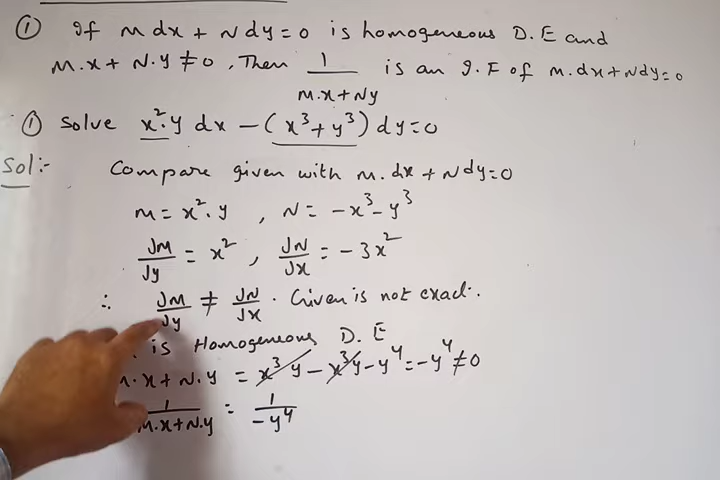 ① If M dx + N dy = 0 is homogeneous D.E and
M.x + N.y ≠ 0, Then 1/(M.x + Ny) is an I.F of M.dx + N dy = 0
① Solve x².y dx − (x³ + y³) dy = 0
Sol:- Compare given with M.dx + N dy = 0
M = x².y , N = −x³ − y³
∂M/∂y = x² , ∂N/∂x = −3x²
∴ ∂M/∂y ≠ ∂N/∂x . Given is not exact.
is Homogeneous D.E
M.x + N.y = x³y − x³y − y⁴ = −y⁴ ≠ 0
1/(M.x + N.y) = 1/−y⁴